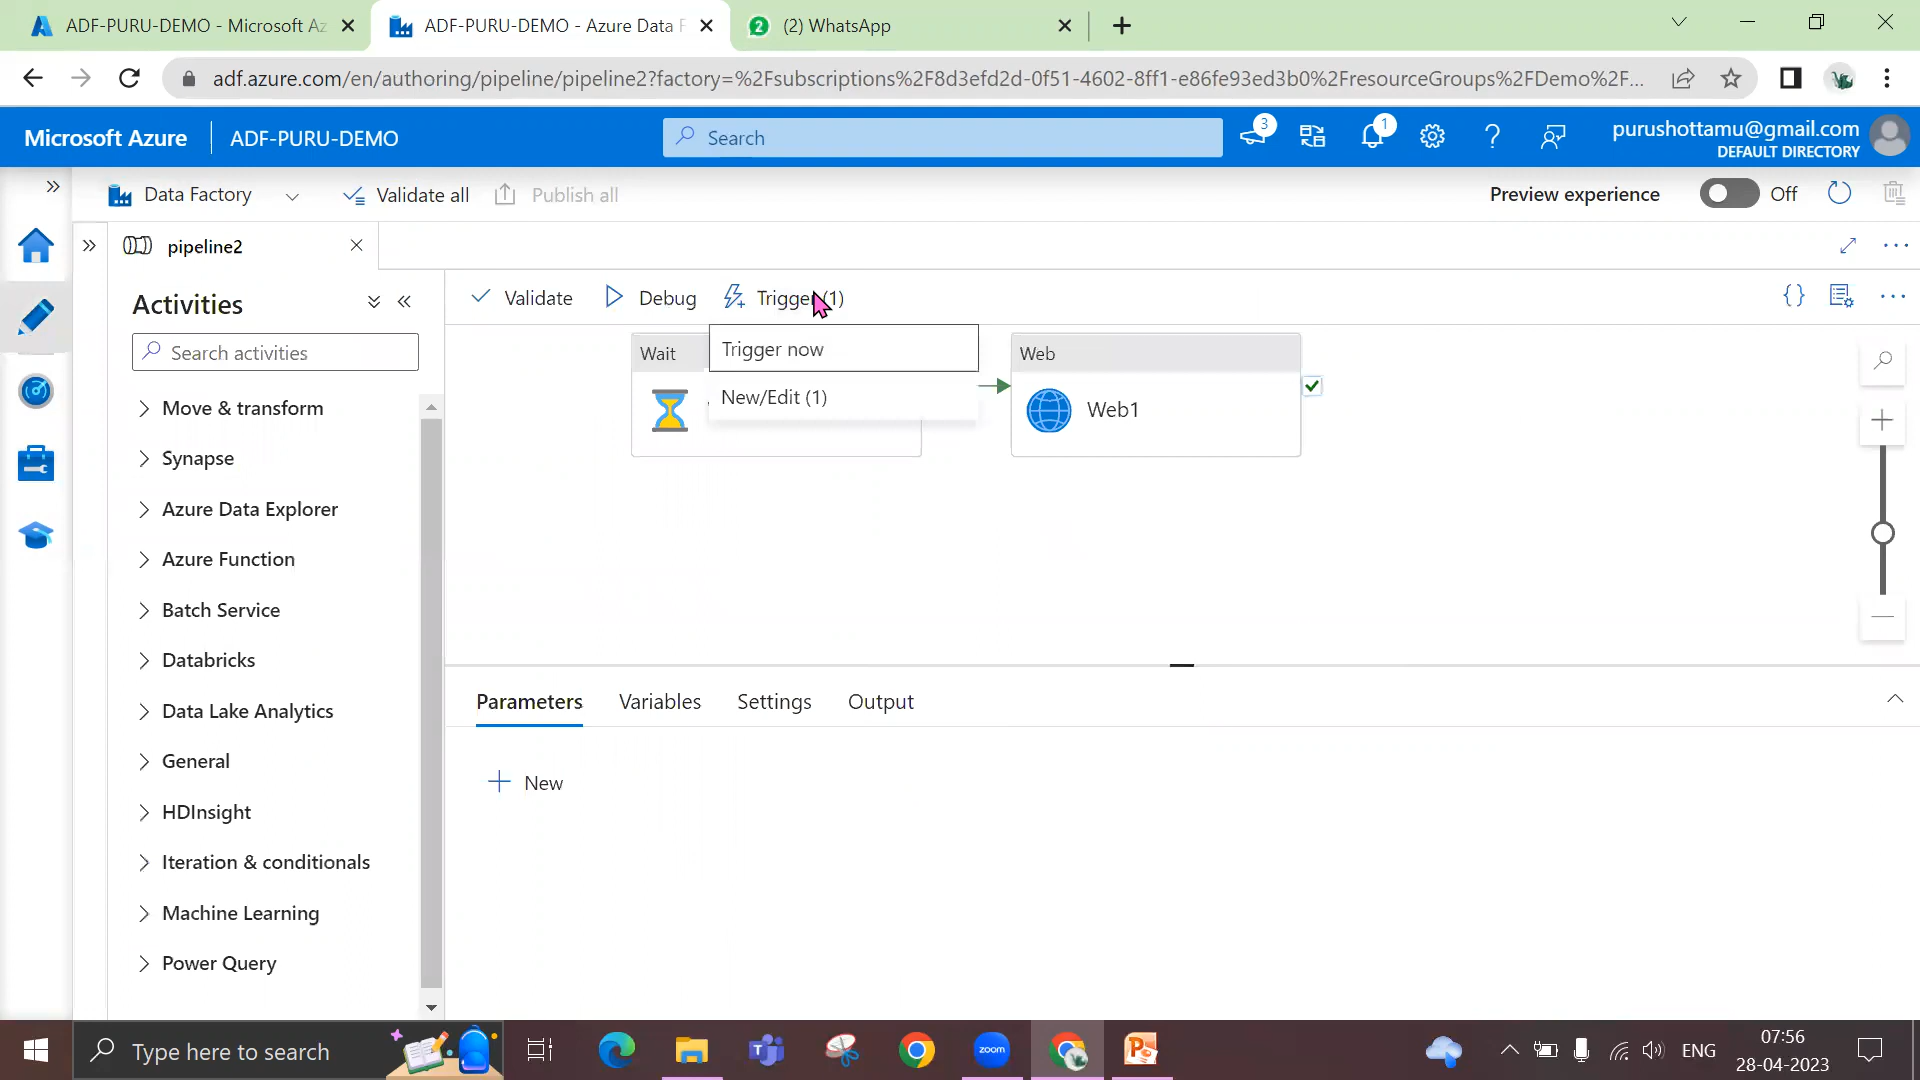 ADF-PURU-DEMO - Microsoft Az
ADF-PURU-DEMO - Azure Data F
2
(2) WhatsApp
adf.azure.com/en/authoring/pipeline/pipeline2?factory=%2Fsubscriptions%2F8d3efd2d-0f51-4602-8ff1-e86fe93ed3b0%2FresourceGroups%2FDemo%2F...
Microsoft Azure
ADF-PURU-DEMO
Search
3
1
purushottamu@gmail.com
DEFAULT DIRECTORY
Data Factory
Validate all
Publish all
Preview experience
Off
pipeline2
Activities
Search activities
Move & transform
Synapse
Azure Data Explorer
Azure Function
Batch Service
Databricks
Data Lake Analytics
General
HDInsight
Iteration & conditionals
Machine Learning
Power Query
Validate
Debug
Trigger (1)
Trigger now
New/Edit (1)
Wait
Web
Web1
Parameters
Variables
Settings
Output
New
Type here to search
zoom
ENG
07:56
28-04-2023